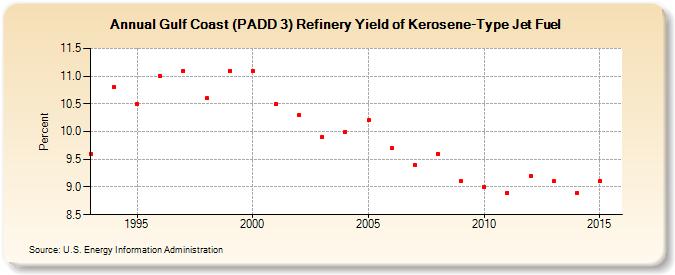 Annual Gulf Coast (PADD 3) Refinery Yield of Kerosene-Type Jet Fuel
Percent
11.5
11.0
10.5
10.0
9.5
9.0
8.5
1995 2000 2005 2010 2015
Source: U.S. Energy Information Administration